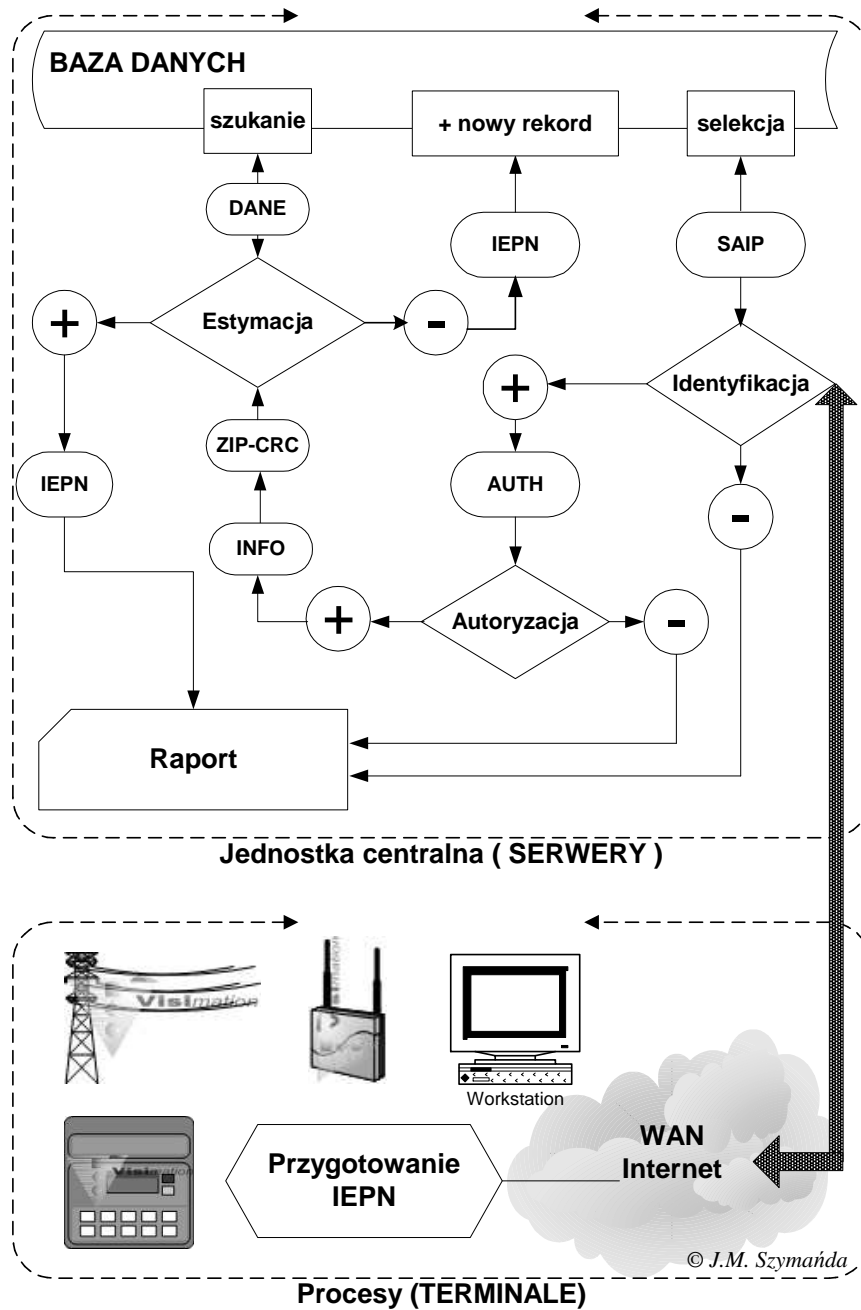 BAZA DANYCH
szukanie
+ nowy rekord
selekcja
DANE
IEPN
SAIP
+
Estymacja
-
+
Identyfikacja
ZIP-CRC
IEPN
AUTH
-
INFO
+
Autoryzacja
-
Raport
Jednostka centralna ( SERWERY )
Visimation
Workstation
Visimation
Przygotowanie
IEPN
WAN
Internet
© J.M. Szymańda
Procesy (TERMINALE)